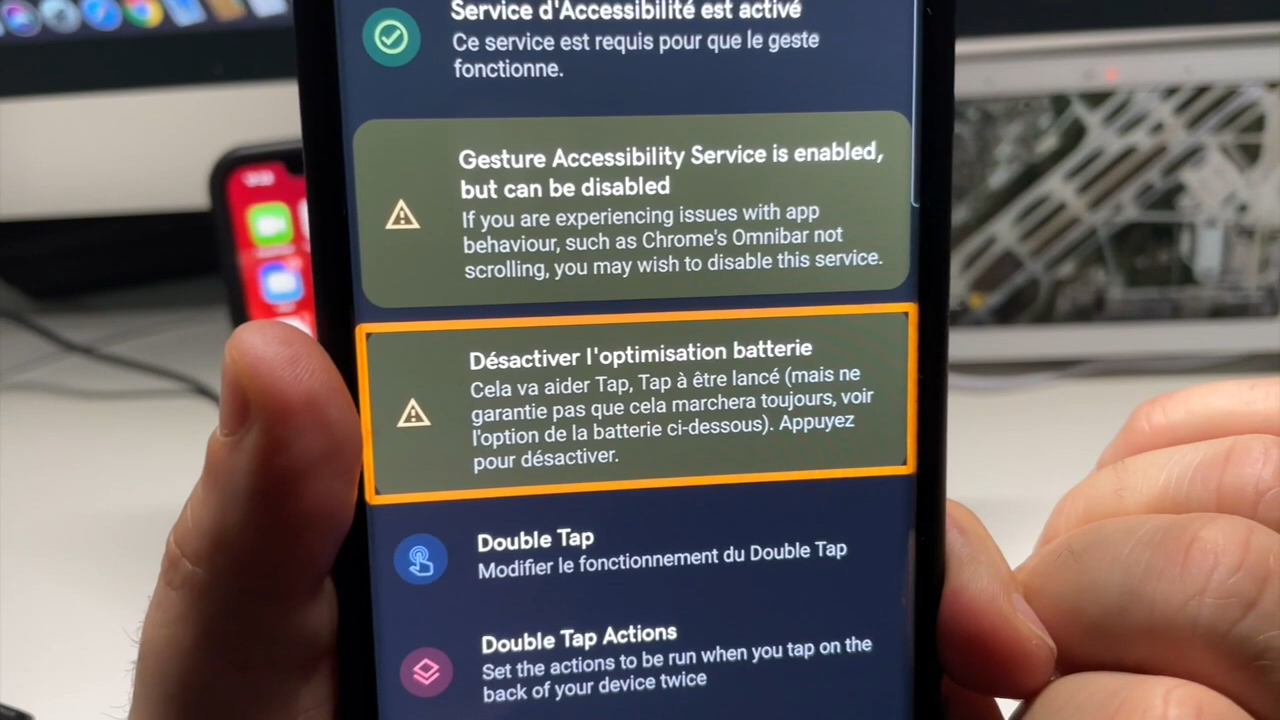 Service d'Accessibilité est activé
Ce service est requis pour que le geste
fonctionne.
Gesture Accessibility Service is enabled,
but can be disabled
If you are experiencing issues with app
behaviour, such as Chrome's Omnibar not
scrolling, you may wish to disable this service.
Désactiver l'optimisation batterie
Cela va aider Tap, Tap à être lancé (mais ne
garantie pas que cela marchera toujours, voir
l'option de la batterie ci-dessous). Appuyez
pour désactiver.
Double Tap
Modifier le fonctionnement du Double Tap
Double Tap Actions
Set the actions to be run when you tap on the
back of your device twice